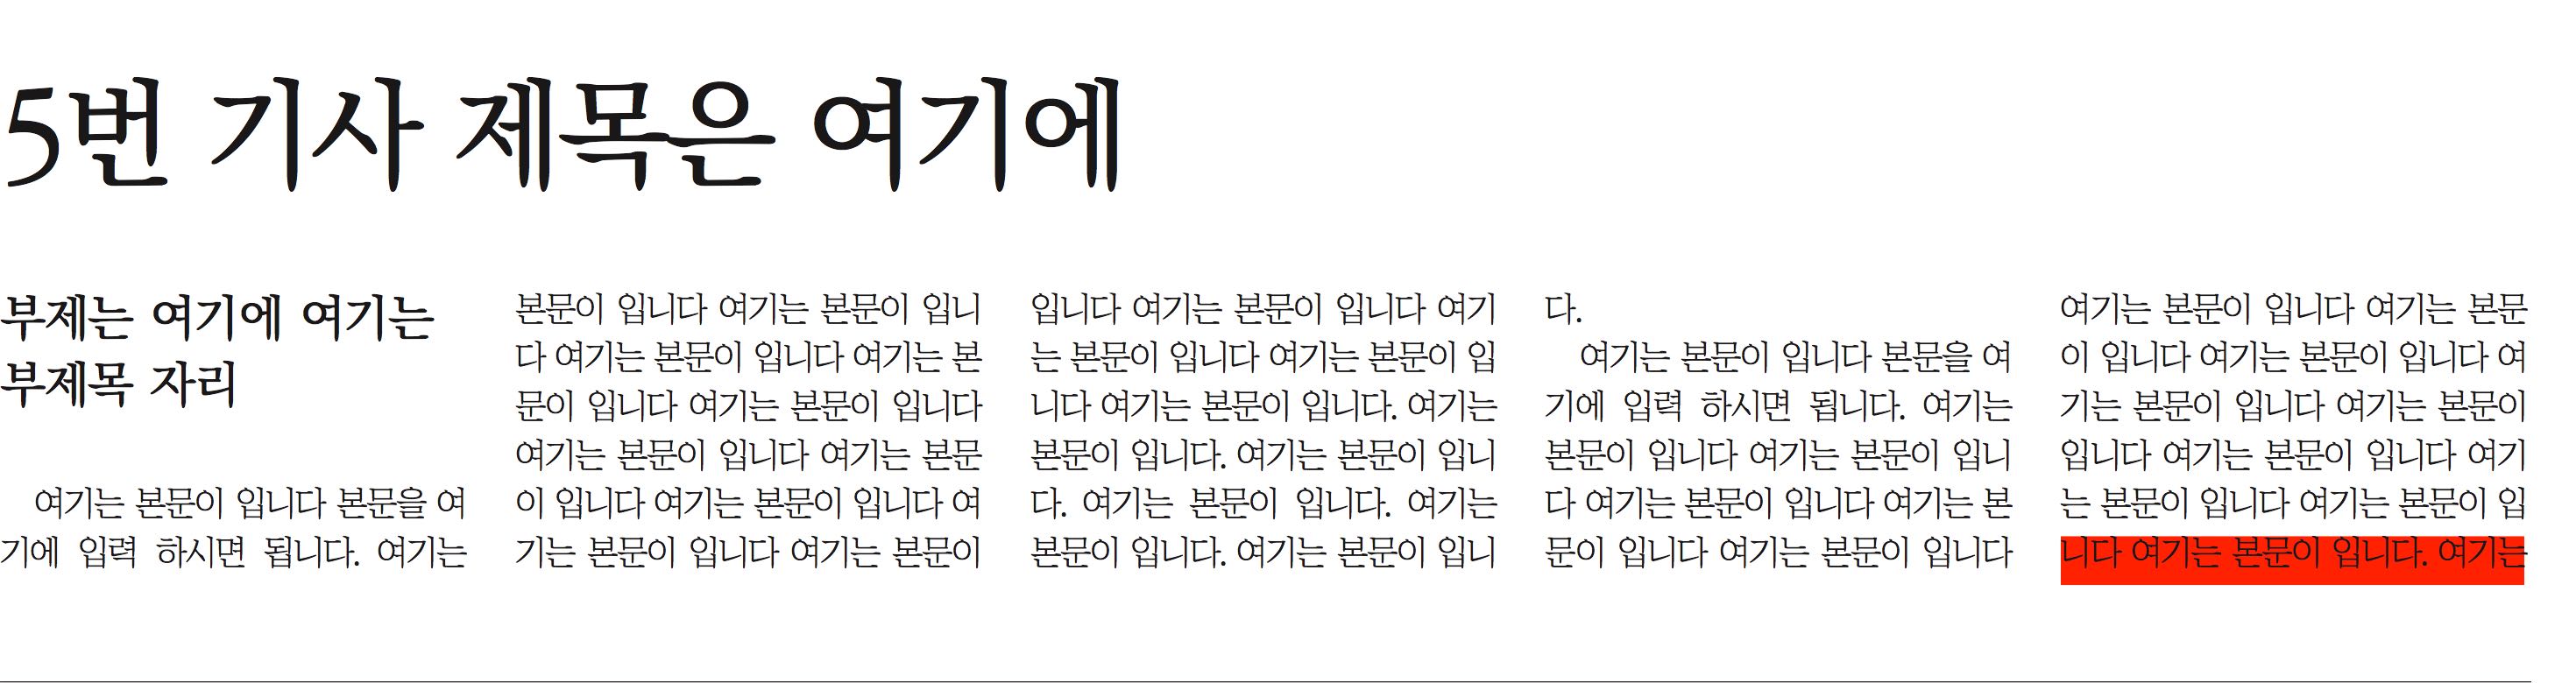 5번 기사 제목은 여기에
부제는 여기에 여기는
부제목 자리
여기는 본문이 입니다 본문을 여
기에 입력 하시면 됩니다. 여기는
본문이 입니다 여기는 본문이 입니
다 여기는 본문이 입니다 여기는 본
문이 입니다 여기는 본문이 입니다
여기는 본문이 입니다 여기는 본문
이 입니다 여기는 본문이 입니다 여
기는 본문이 입니다 여기는 본문이
입니다 여기는 본문이 입니다 여기
는 본문이 입니다 여기는 본문이 입
니다 여기는 본문이 입니다. 여기는
본문이 입니다. 여기는 본문이 입니
다. 여기는 본문이 입니다. 여기는
본문이 입니다. 여기는 본문이 입니
다.
여기는 본문이 입니다 본문을 여
기에 입력 하시면 됩니다. 여기는
본문이 입니다 여기는 본문이 입니
다 여기는 본문이 입니다 여기는 본
문이 입니다 여기는 본문이 입니다
여기는 본문이 입니다 여기는 본문
이 입니다 여기는 본문이 입니다 여
기는 본문이 입니다 여기는 본문이
입니다 여기는 본문이 입니다 여기
는 본문이 입니다 여기는 본문이 입
니다 여기는 본문이 입니다. 여기는